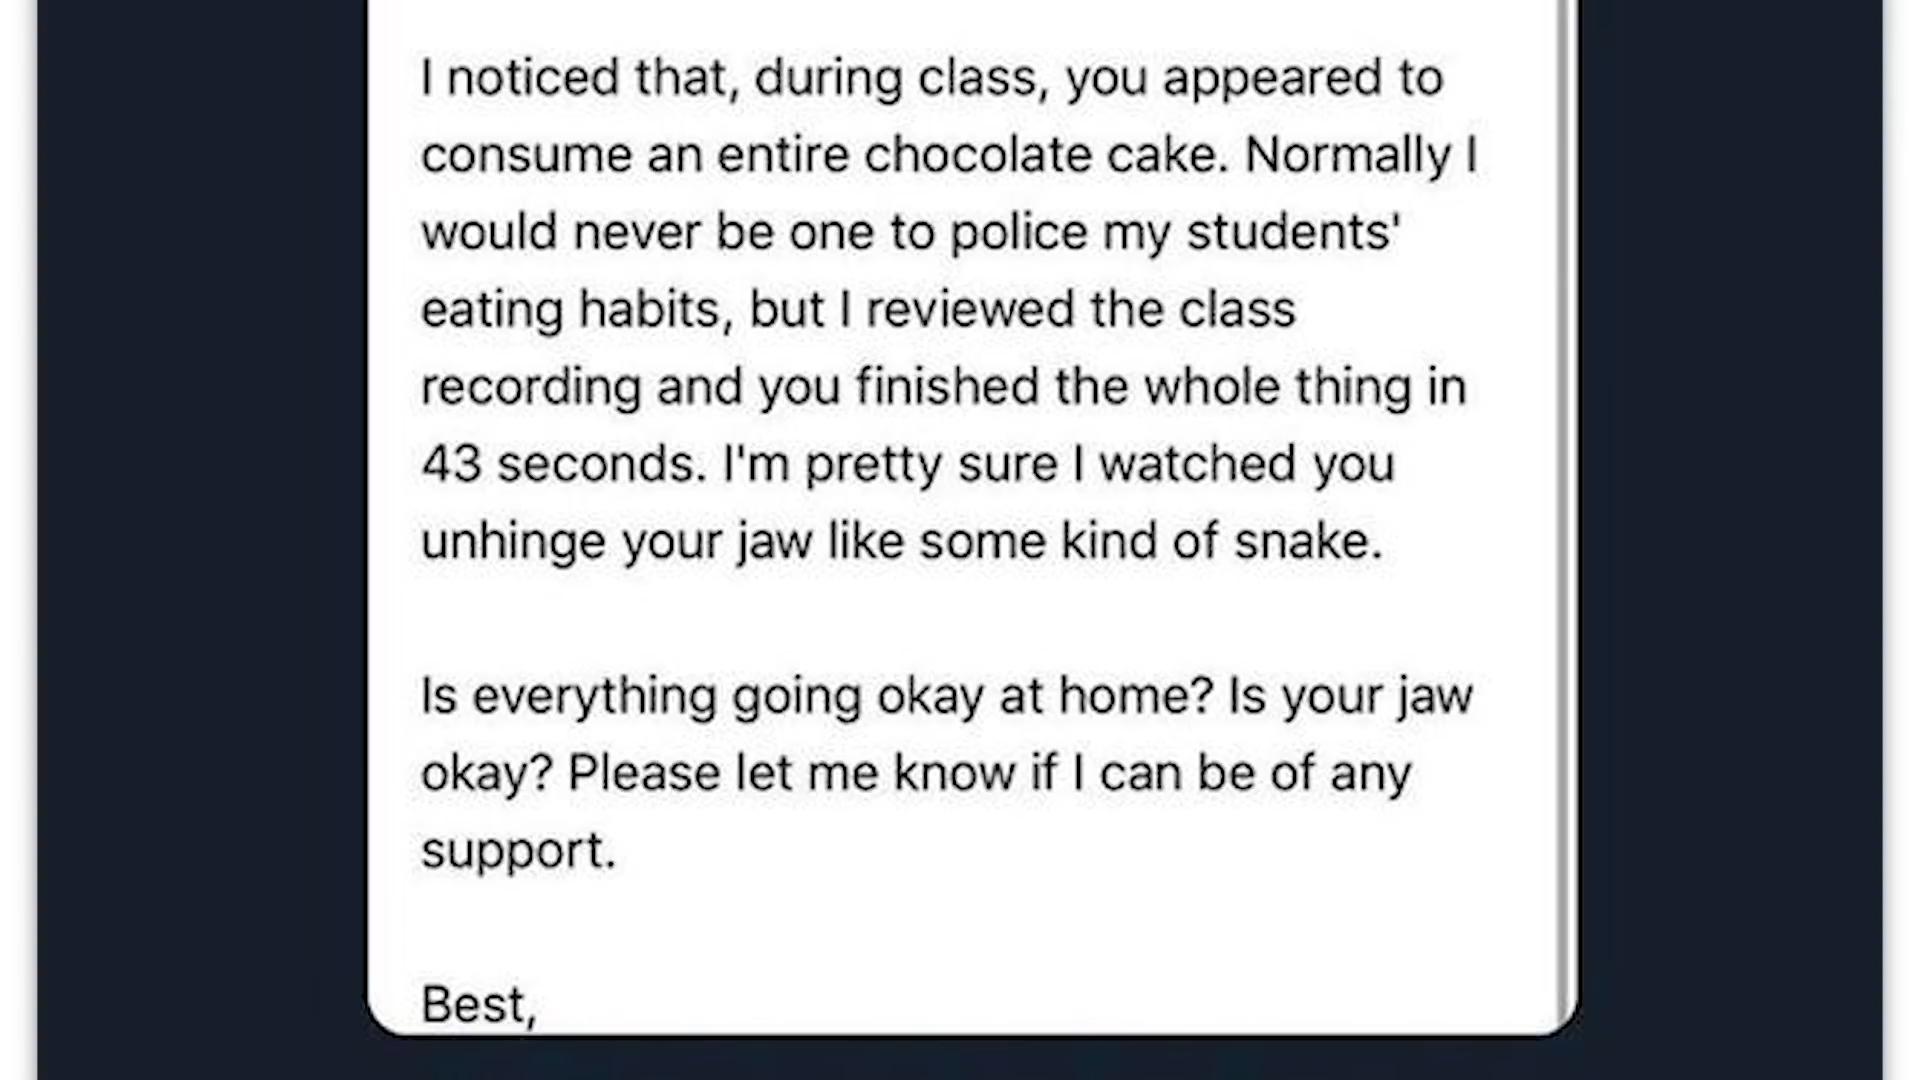 I noticed that, during class, you appeared to
consume an entire chocolate cake. Normally I
would never be one to police my students'
eating habits, but I reviewed the class
recording and you finished the whole thing in
43 seconds. I'm pretty sure I watched you
unhinge your jaw like some kind of snake.
Is everything going okay at home? Is your jaw
okay? Please let me know if I can be of any
support.
Best,